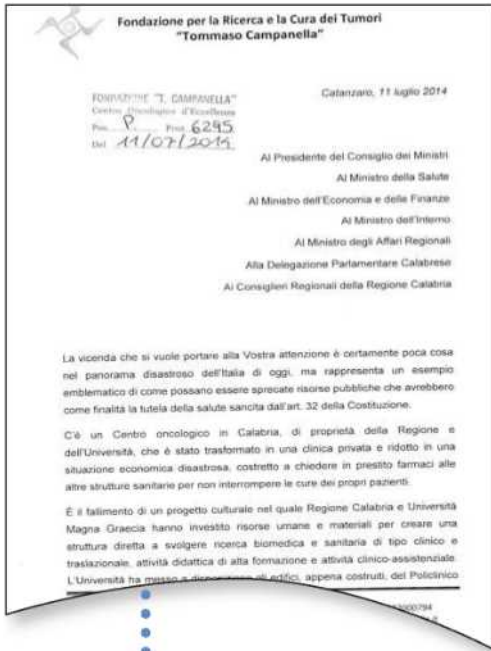 Fondazione per la Ricerca e la Cura dei Tumori
"Tommaso Campanella"
Catanzaro, 11 luglio 2014
FONDAZIONE "T. CAMPANELLA"
Centro Oncologico d'Eccellenza
Pos. P. Prot. 6295
Del 11/07/2014
Al Presidente del Consiglio dei Ministri
Al Ministro della Salute
Al Ministro dell'Economia e delle Finanze
Al Ministro dell'Interno
Al Ministro degli Affari Regionali
Alla Delegazione Parlamentare Calabrese
Ai Consiglieri Regionali della Regione Calabria
La vicenda che si vuole portare alla Vostra attenzione è certamente poca cosa
nel panorama disastroso dell'Italia di oggi, ma rappresenta un esempio
emblematico di come possano essere sprecate risorse pubbliche che avrebbero
come finalità la tutela della salute sancita dall'art. 32 della Costituzione.
C'è un Centro oncologico in Calabria, di proprietà della Regione e
dell'Università, che è stato trasformato in una clinica privata e ridotto in una
situazione economica disastrosa, costretto a chiedere in prestito farmaci alle
altre strutture sanitarie per non interrompere le cure dei propri pazienti.
È il fallimento di un progetto culturale nel quale Regione Calabria e Università
Magna Graecia hanno investito risorse umane e materiali per creare una
struttura diretta a svolgere ricerca biomedica e sanitaria di tipo clinico e
traslazionale, attività didattica di alta formazione e attività clinico-assistenziale.
L'Università ha messo a gli edifici, appena costruiti, del Policlinico